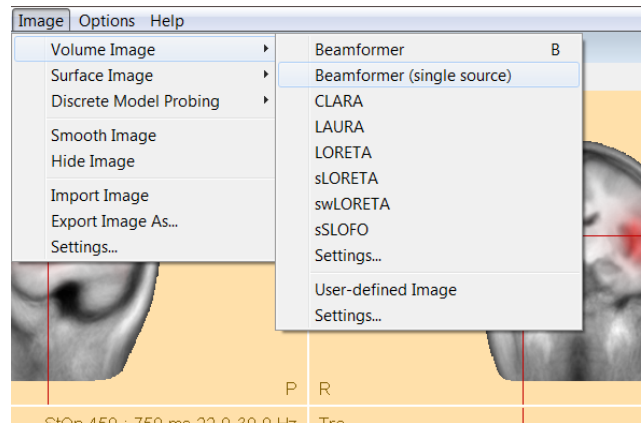 Image Options Help
Volume Image
Surface Image
Discrete Model Probing
Smooth Image
Hide Image
Import Image
Export Image As...
Settings...
Beamformer B
Beamformer (single source)
CLARA
LAURA
LORETA
sLORETA
swLORETA
sSLOFO
Settings...
User-defined Image
Settings...
P
R